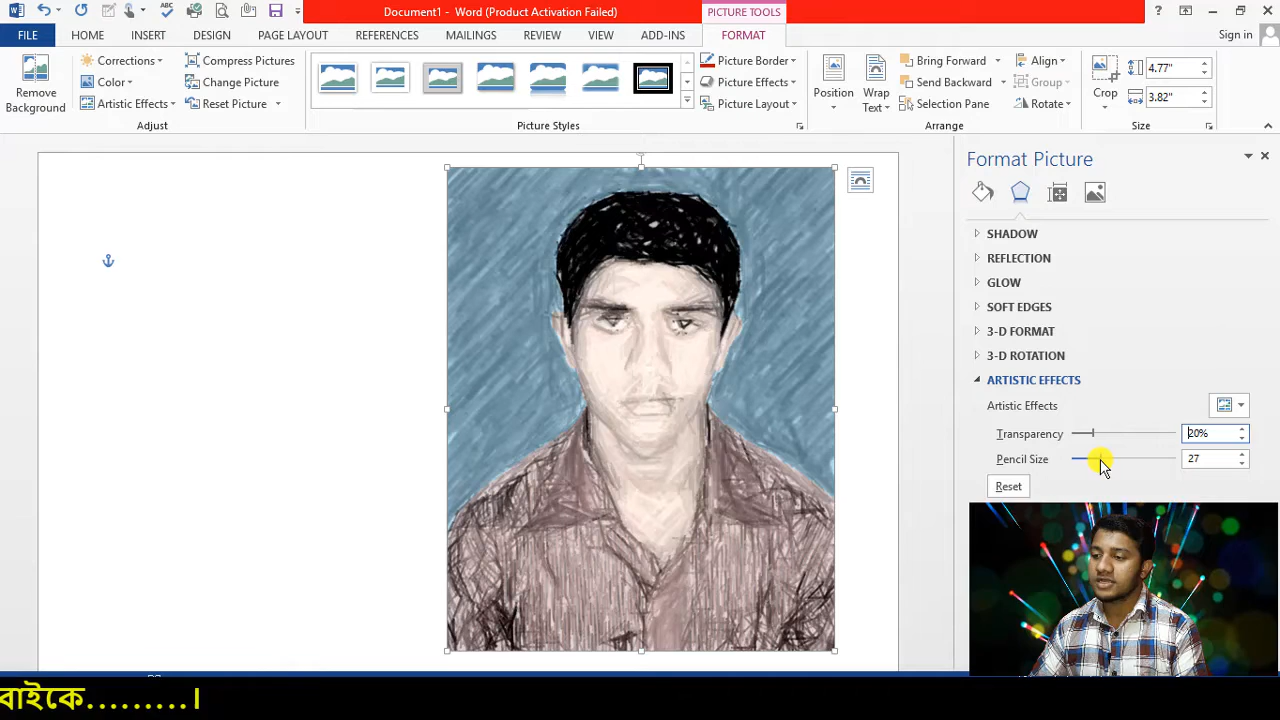 Document1 - Word (Product Activation Failed)
PICTURE TOOLS
?
FILE
HOME
INSERT
DESIGN
PAGE LAYOUT
REFERENCES
MAILINGS
REVIEW
VIEW
ADD-INS
FORMAT
Sign in
Remove
Background
Corrections
Color
Artistic Effects
Compress Pictures
Change Picture
Reset Picture
Adjust
Picture Styles
Picture Border
Picture Effects
Picture Layout
Position
Wrap
Text
Bring Forward
Send Backward
Selection Pane
Align
Group
Rotate
Arrange
Crop
4.77"
3.82"
Size
Format Picture
SHADOW
REFLECTION
GLOW
SOFT EDGES
3-D FORMAT
3-D ROTATION
ARTISTIC EFFECTS
Artistic Effects
Transparency
20%
Pencil Size
27
Reset
বাইকে.........।